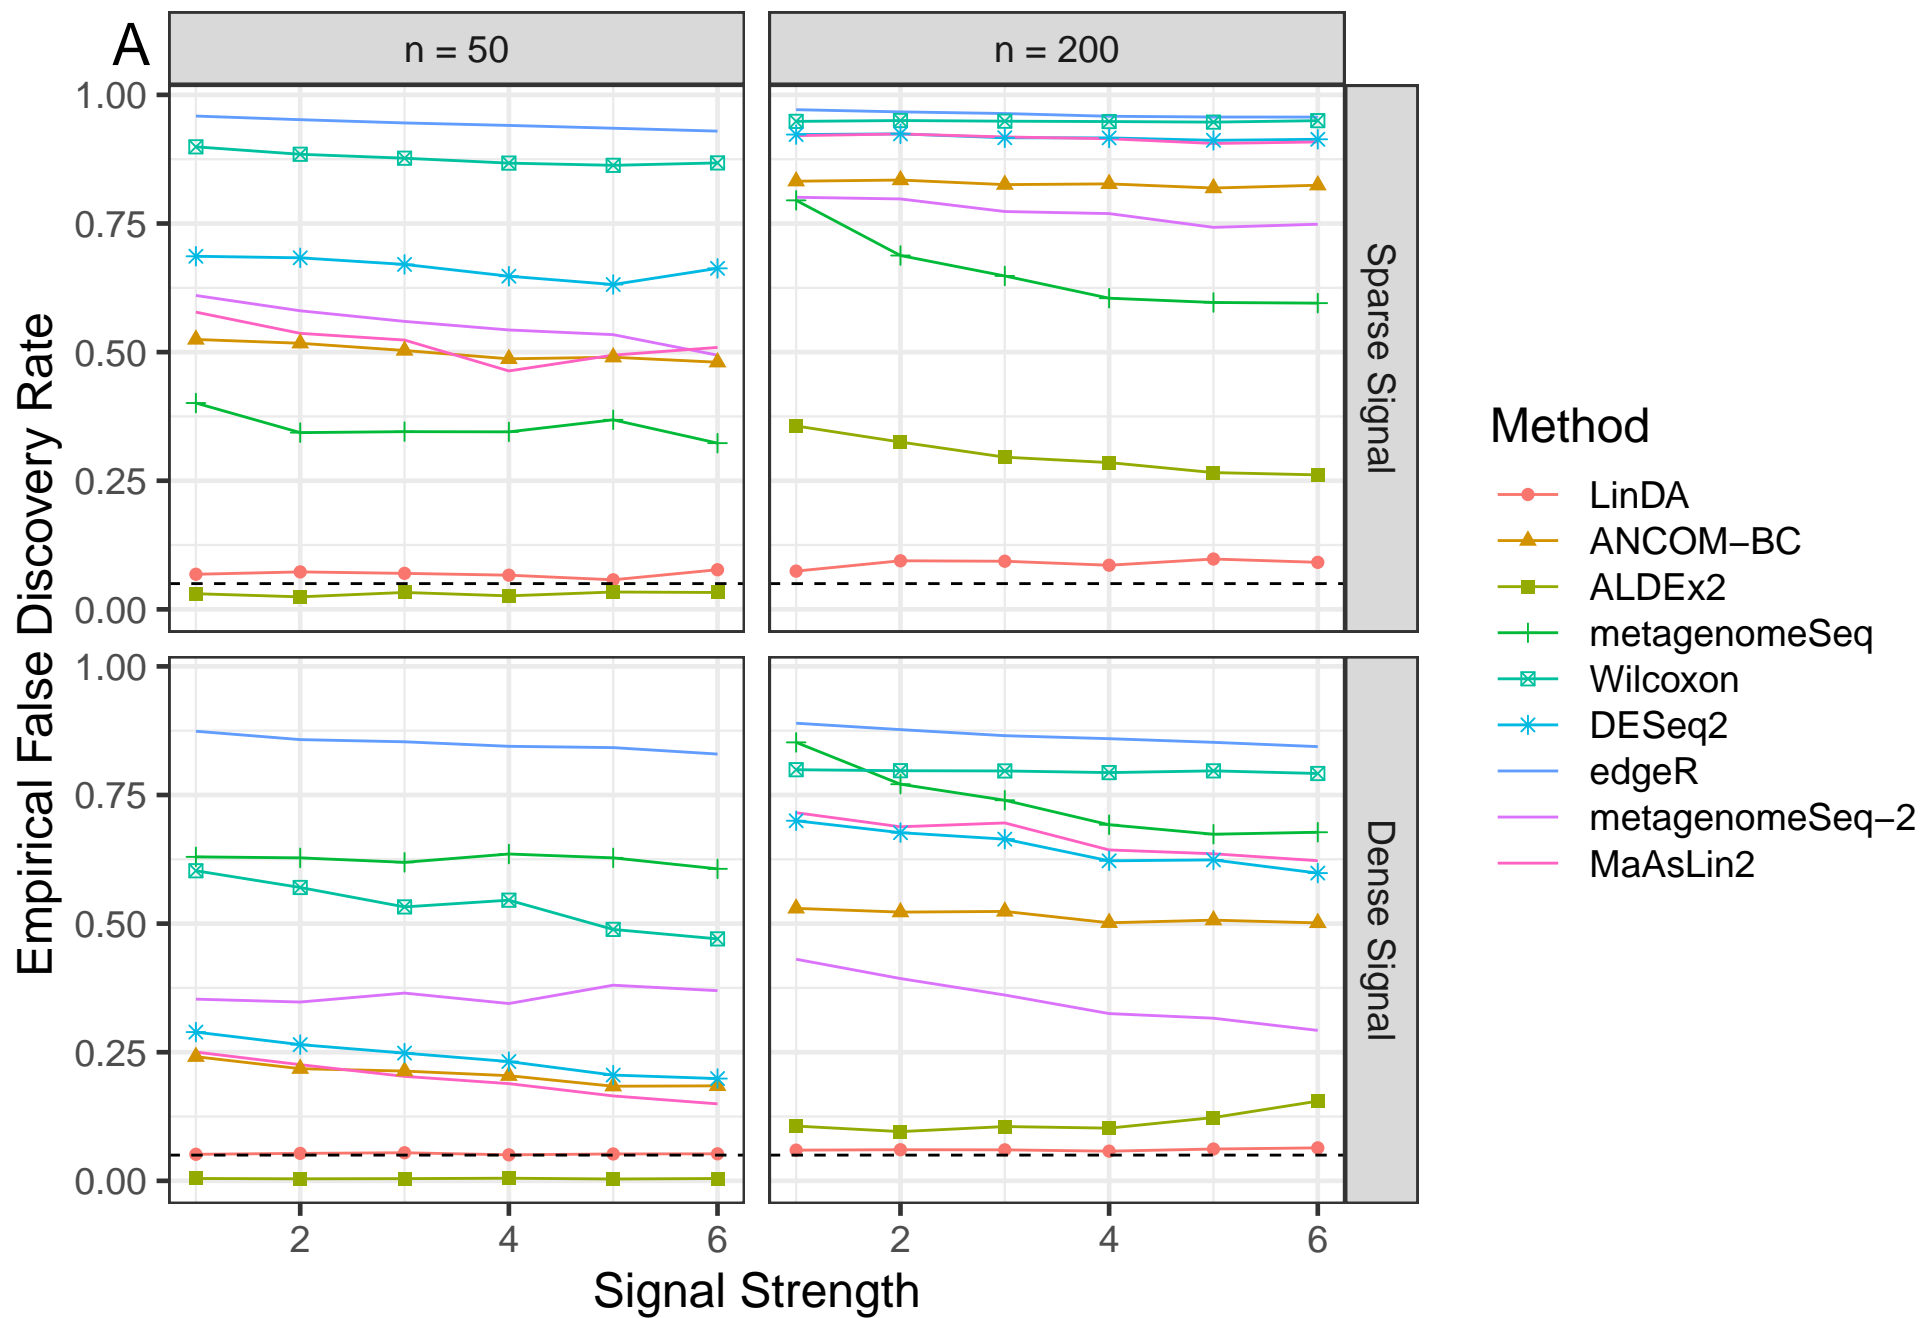 A
n = 50
n = 200
1.00
0.75
0.50
0.25
0.00
Sparse Signal
1.00
0.75
0.50
0.25
0.00
Dense Signal
2
4
6
2
4
6
Signal Strength
Empirical False Discovery Rate
Method
LinDA
ANCOM−BC
ALDEx2
metagenomeSeq
Wilcoxon
DESeq2
edgeR
metagenomeSeq−2
MaAsLin2